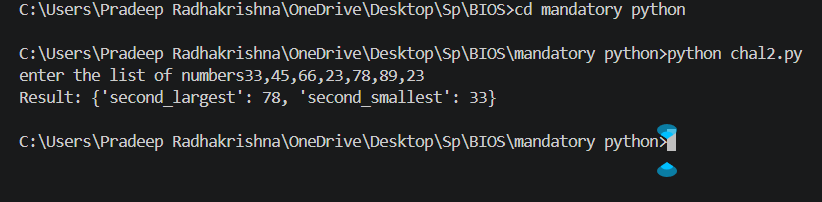 C:\Users\Pradeep Radhakrishna\OneDrive\Desktop\Sp\BIOS>cd mandatory python
C:\Users\Pradeep Radhakrishna\OneDrive\Desktop\Sp\BIOS\mandatory python>python chal2.py
enter the list of numbers33,45,66,23,78,89,23
Result: {'second_largest': 78, 'second_smallest': 33}
C:\Users\Pradeep Radhakrishna\OneDrive\Desktop\Sp\BIOS\mandatory python>